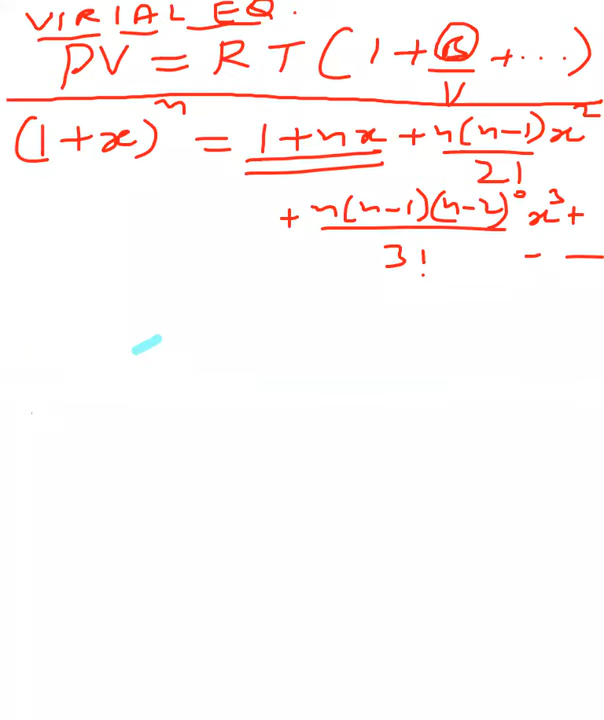 VIRIAL EQ.
PV = RT(1 + B/V + ...)
(1+x)^n = 1+nx + n(n-1)x^2/2!
+ n(n-1)(n-2)x^3/3! + - -